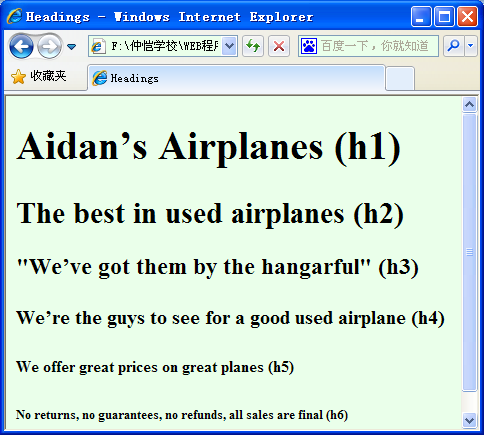 Headings - Windows Internet Explorer
F:\仲恺学校\WEB程序
百度一下，你就知道
收藏夹
Headings
Aidan’s Airplanes (h1)
The best in used airplanes (h2)
"We’ve got them by the hangarful" (h3)
We’re the guys to see for a good used airplane (h4)
We offer great prices on great planes (h5)
No returns, no guarantees, no refunds, all sales are final (h6)